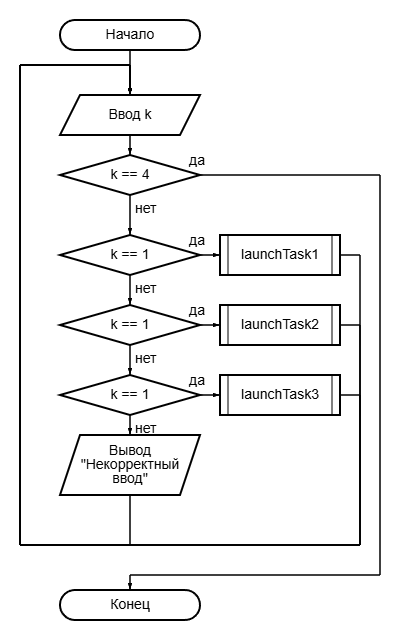 Начало
Ввод k
k == 4
да
нет
k == 1
да
launchTask1
нет
k == 1
да
launchTask2
нет
k == 1
да
launchTask3
нет
Вывод
"Некорректный
ввод"
Конец